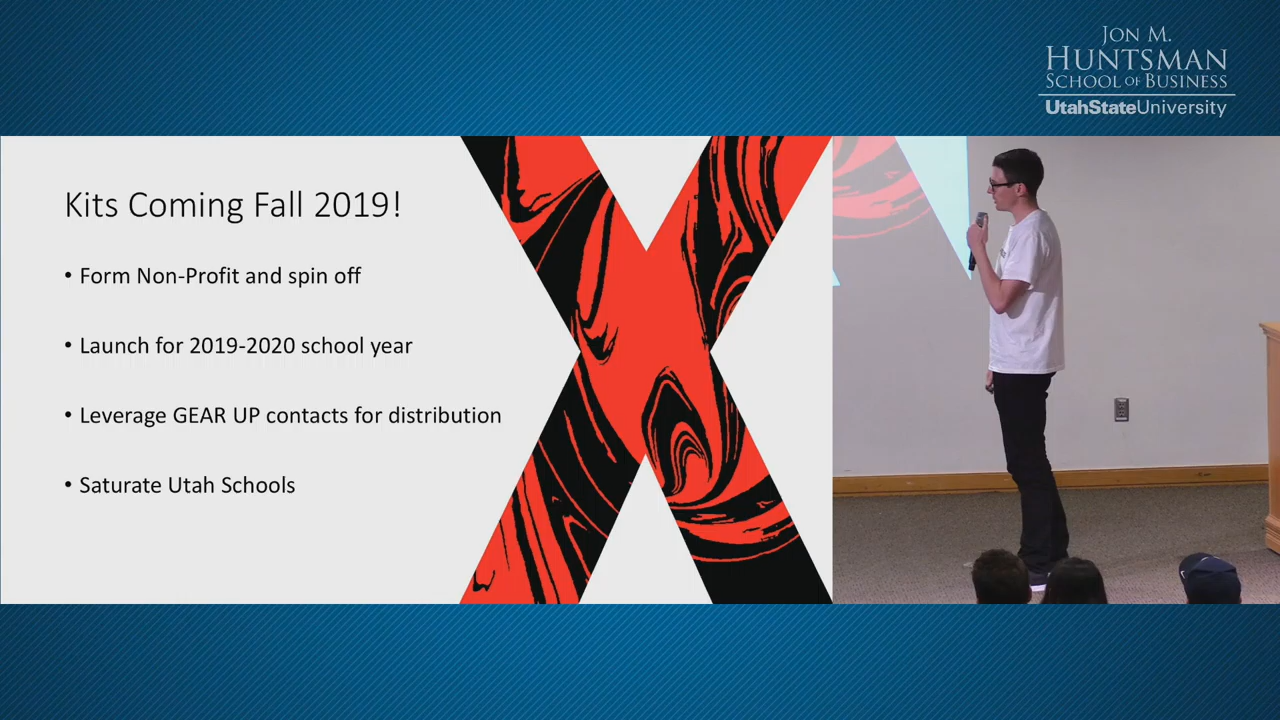 JON M.
HUNTSMAN
SCHOOL OF BUSINESS
UtahStateUniversity
Kits Coming Fall 2019!
• Form Non-Profit and spin off
• Launch for 2019-2020 school year
• Leverage GEAR UP contacts for distribution
• Saturate Utah Schools